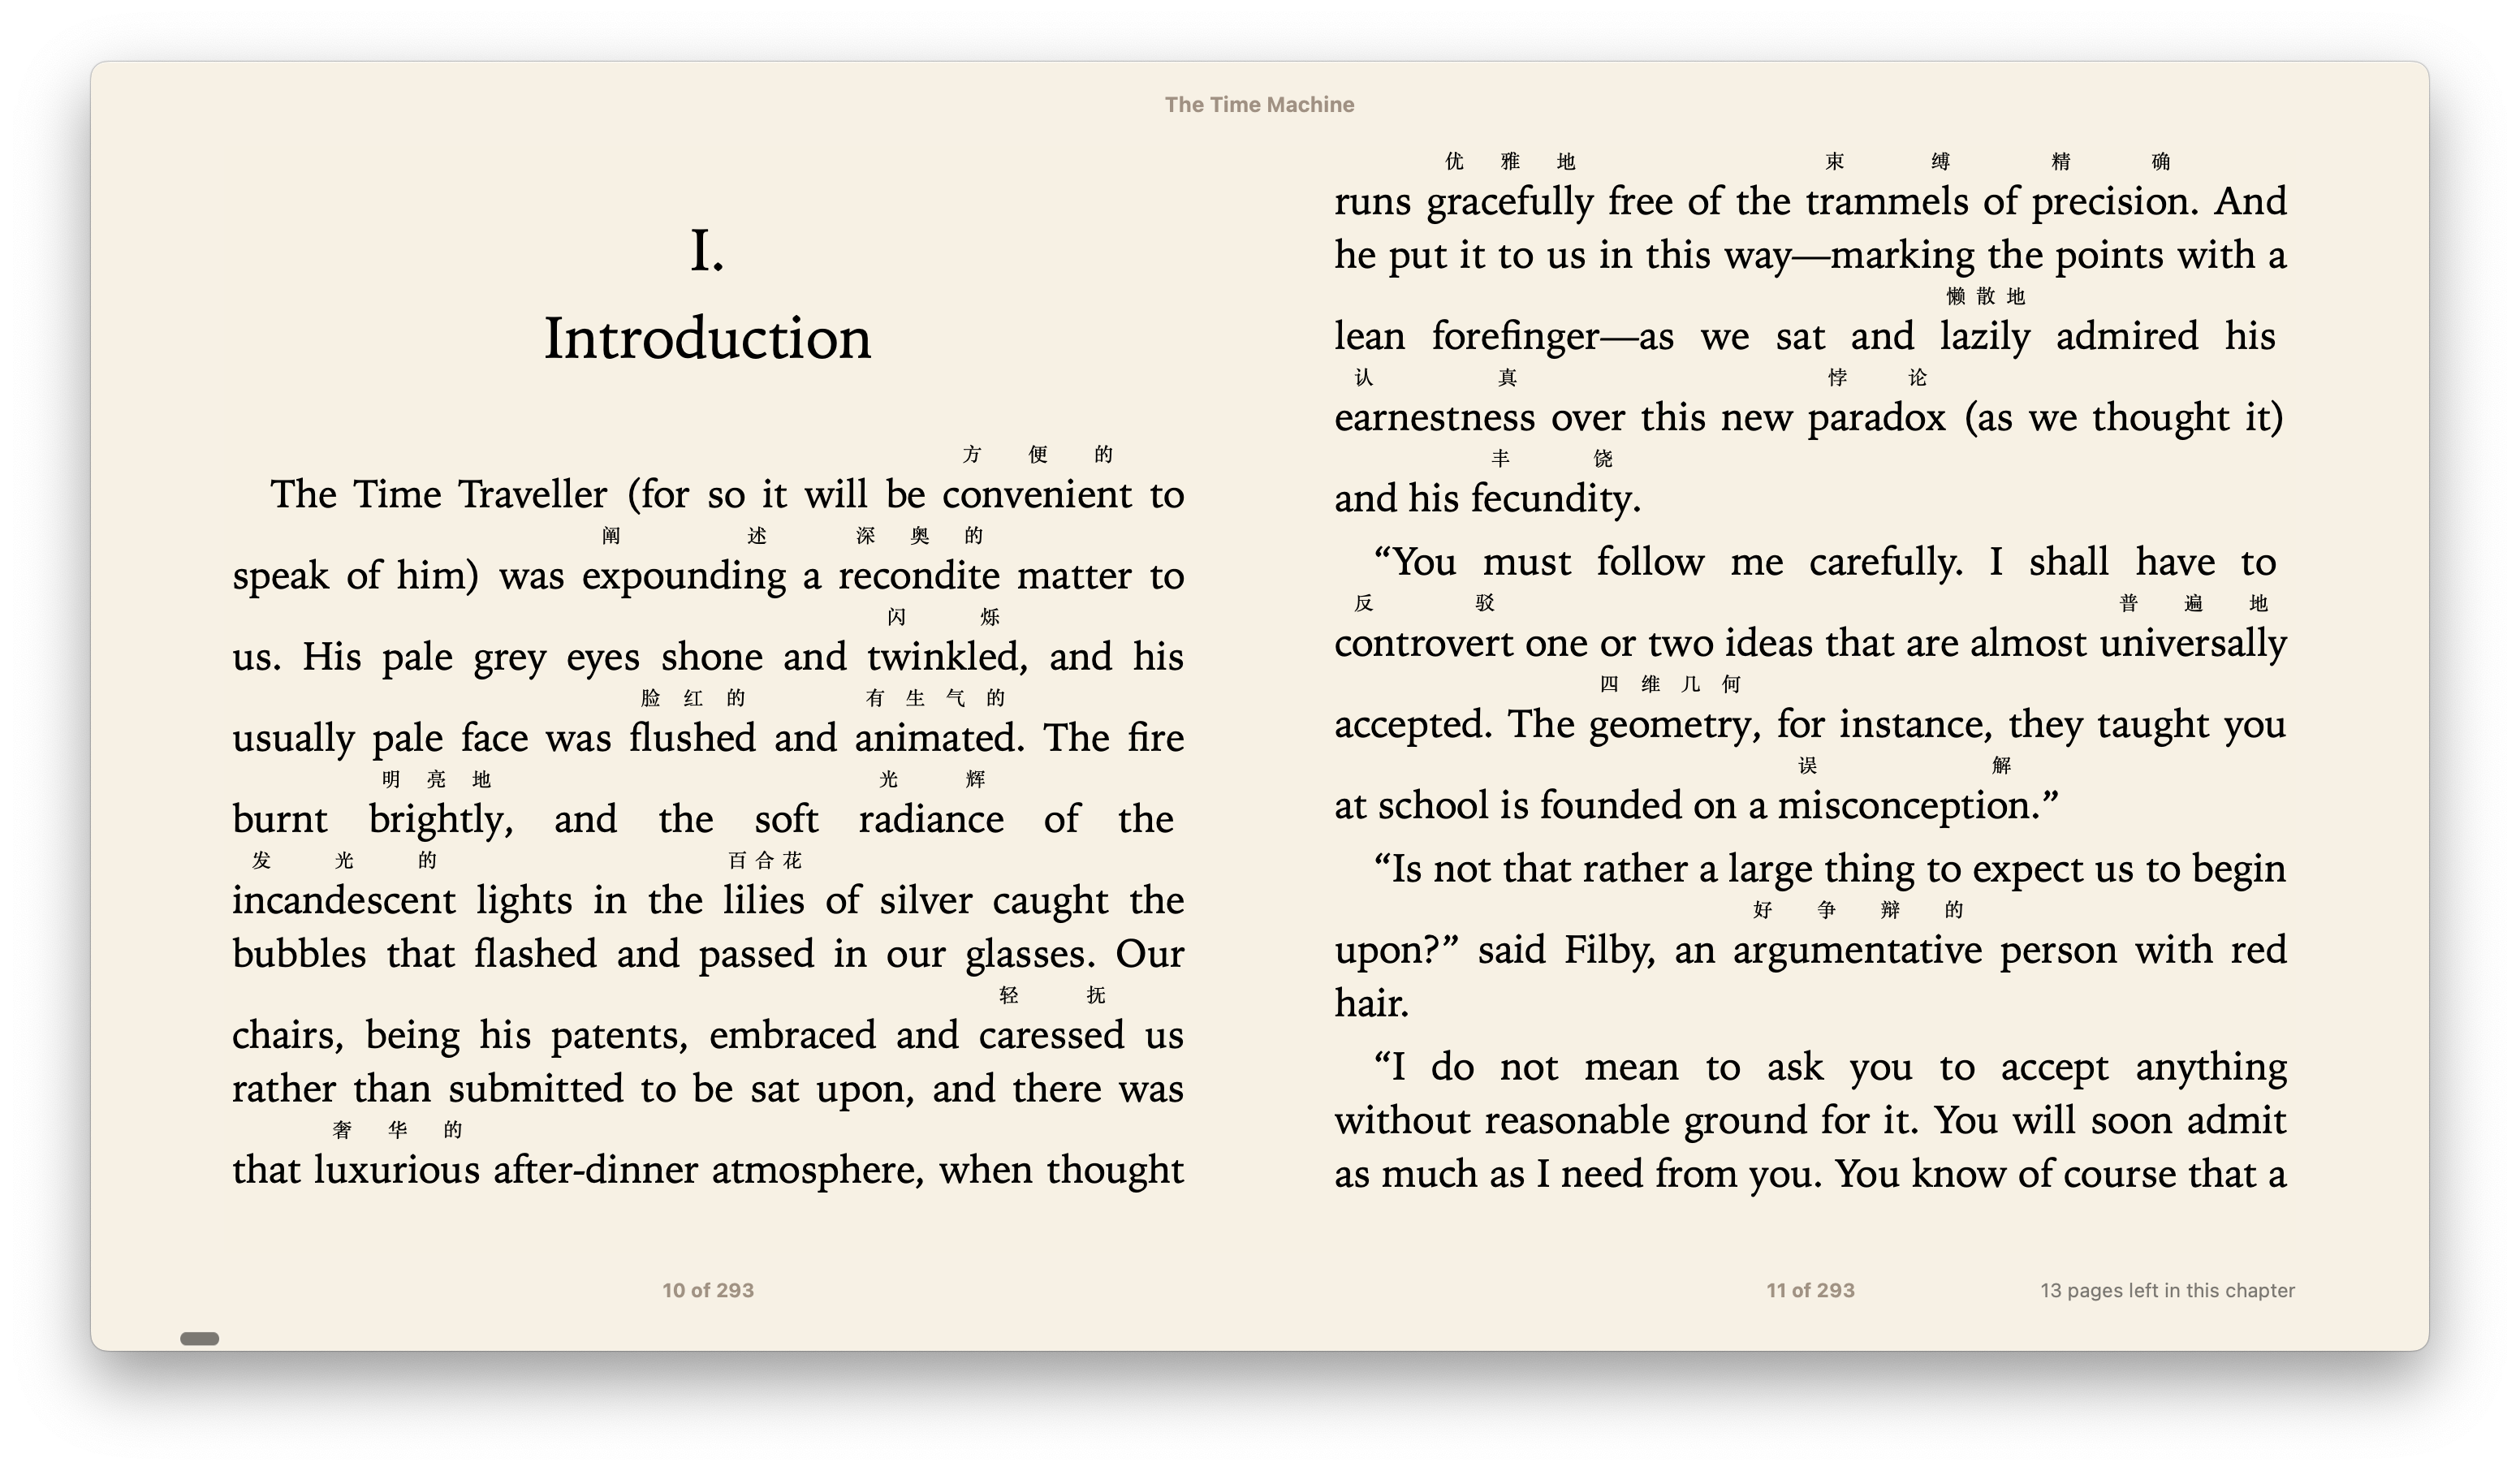 The Time Machine
I.
Introduction
方便的
The Time Traveller (for so it will be convenient to
阐述 深奥的
speak of him) was expounding a recondite matter to
闪烁
us. His pale grey eyes shone and twinkled, and his
脸红的 有生气的
usually pale face was flushed and animated. The fire
明亮地 光辉
burnt brightly, and the soft radiance of the
发光的 百合花
incandescent lights in the lilies of silver caught the
bubbles that flashed and passed in our glasses. Our
轻抚
chairs, being his patents, embraced and caressed us
rather than submitted to be sat upon, and there was
奢华的
that luxurious after-dinner atmosphere, when thought
10 of 293
优雅地 束缚 精确
runs gracefully free of the trammels of precision. And
he put it to us in this way—marking the points with a
懒散地
lean forefinger—as we sat and lazily admired his
认真 悖论
earnestness over this new paradox (as we thought it)
丰饶
and his fecundity.
“You must follow me carefully. I shall have to
反驳 普遍地
controvert one or two ideas that are almost universally
四维几何
accepted. The geometry, for instance, they taught you
误解
at school is founded on a misconception.”
“Is not that rather a large thing to expect us to begin
好争辩的
upon?” said Filby, an argumentative person with red
hair.
“I do not mean to ask you to accept anything
without reasonable ground for it. You will soon admit
as much as I need from you. You know of course that a
11 of 293
13 pages left in this chapter